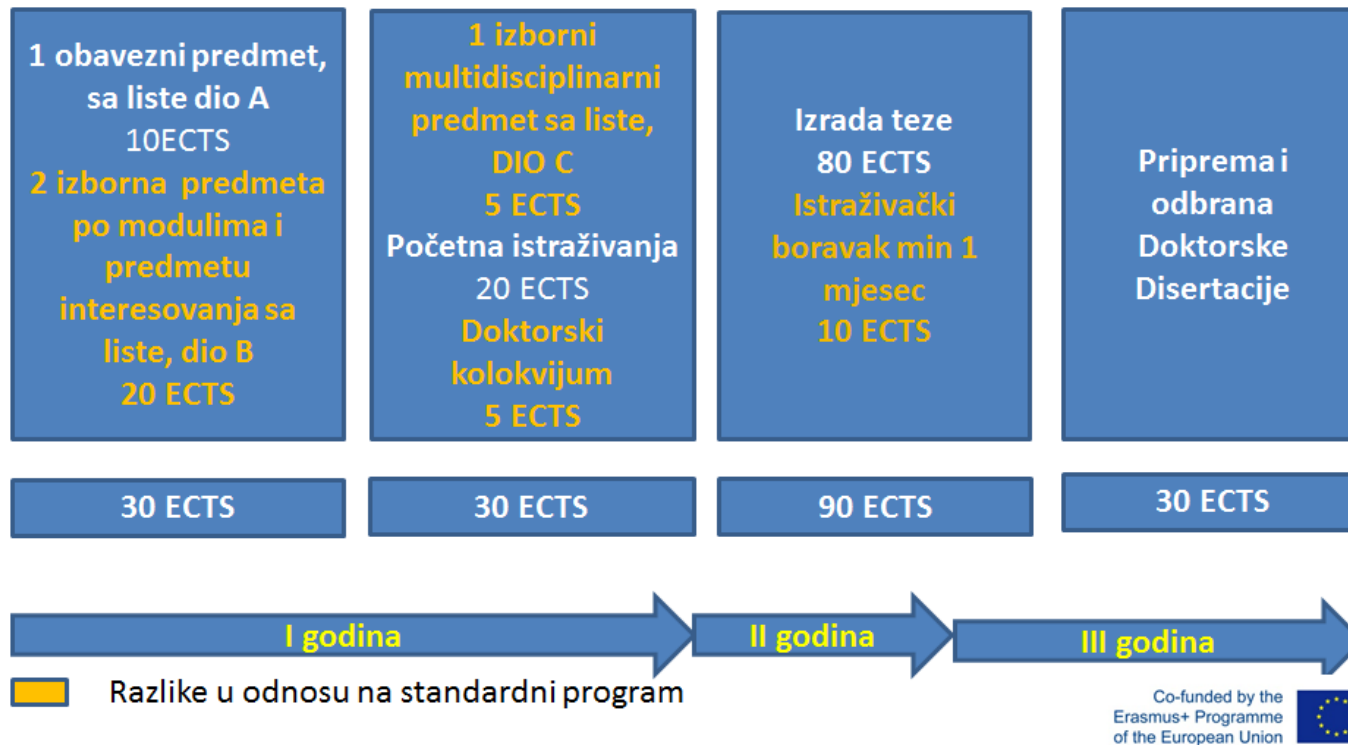 1 obavezni predmet,
sa liste dio A
10ECTS
2 izborna predmeta
po modulima i
predmetu
interesovanja sa
liste, dio B
20 ECTS
1 izborni
multidisciplinarni
predmet sa liste,
DIO C
5 ECTS
Početna istraživanja
20 ECTS
Doktorski
kolokvijum
5 ECTS
Izrada teze
80 ECTS
Istraživački
boravak min 1
mjesec
10 ECTS
Priprema i
odbrana
Doktorske
Disertacije
30 ECTS
30 ECTS
90 ECTS
30 ECTS
I godina
II godina
III godina
Razlike u odnosu na standardni program
Co-funded by the
Erasmus+ Programme
of the European Union